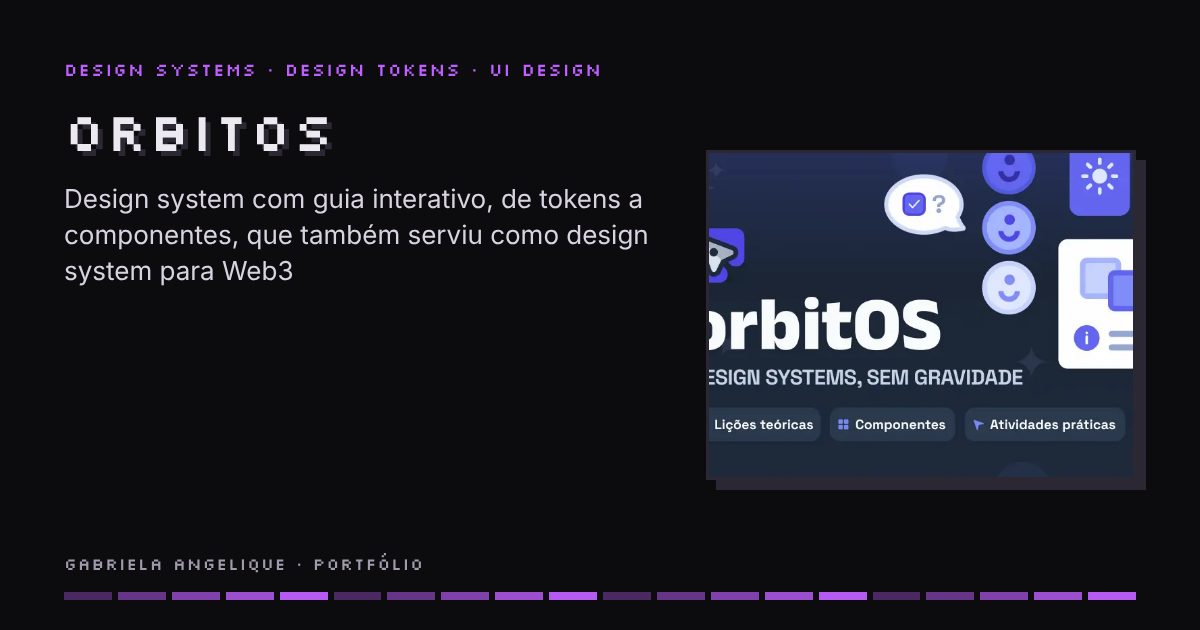 DESIGN SYSTEMS · DESIGN TOKENS · UI DESIGN
ORBITOS
Design system com guia interativo, de tokens a
componentes, que também serviu como design
system para Web3
?
i
orbitOS
ESIGN SYSTEMS, SEM GRAVIDADE
Lições teóricas
Componentes
Atividades práticas
GABRIELA ANGELIQUE · PORTFÓLIO